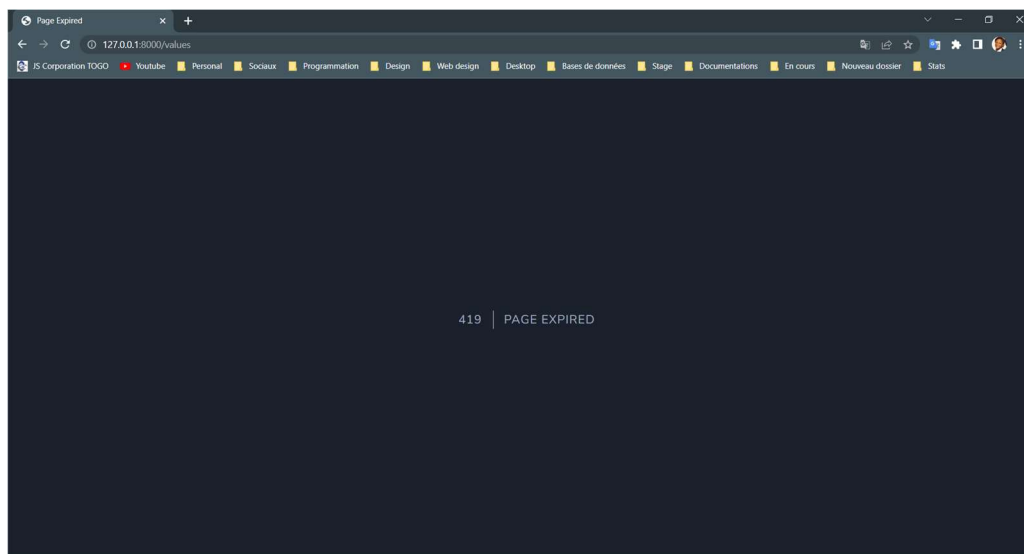 Page Expired
127.0.0.1:8000/values
JS Corporation TOGO Youtube Personal Sociaux Programmation Design Web design Desktop Bases de données Stage Documentations En cours Nouveau dossier Stats
419 PAGE EXPIRED